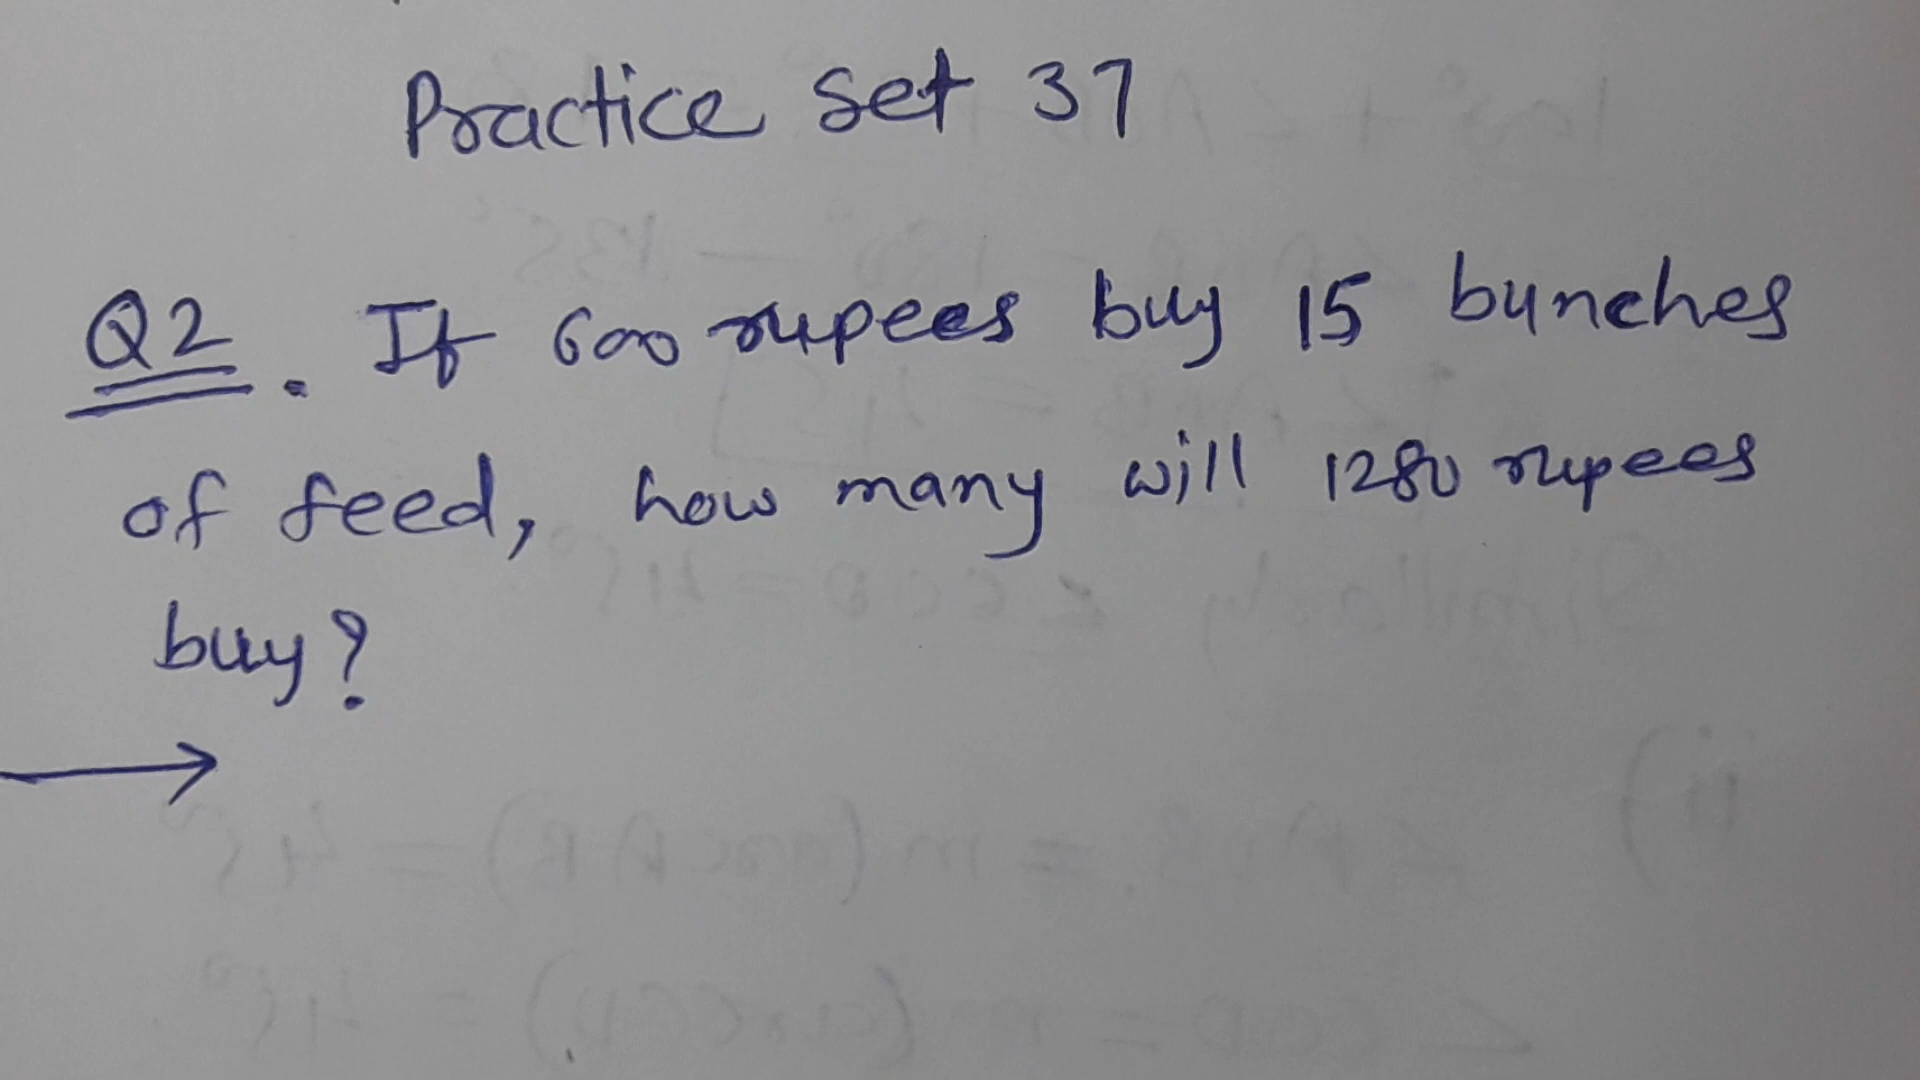 Practice Set 37
Q2. If 600 rupees buy 15 bunches
of feed, how many will 1280 rupees
buy?